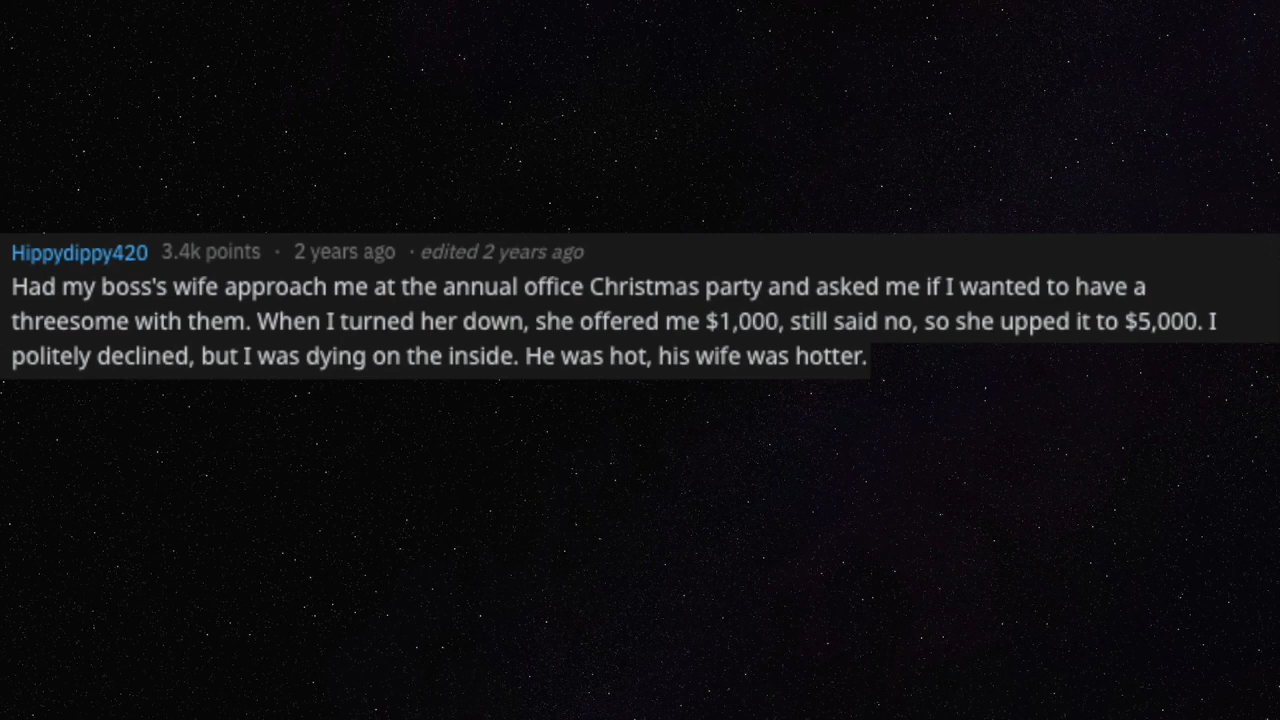 Hippydippy420 3.4k points · 2 years ago · edited 2 years ago
Had my boss's wife approach me at the annual office Christmas party and asked me if I wanted to have a
threesome with them. When I turned her down, she offered me $1,000, still said no, so she upped it to $5,000. I
politely declined, but I was dying on the inside. He was hot, his wife was hotter.